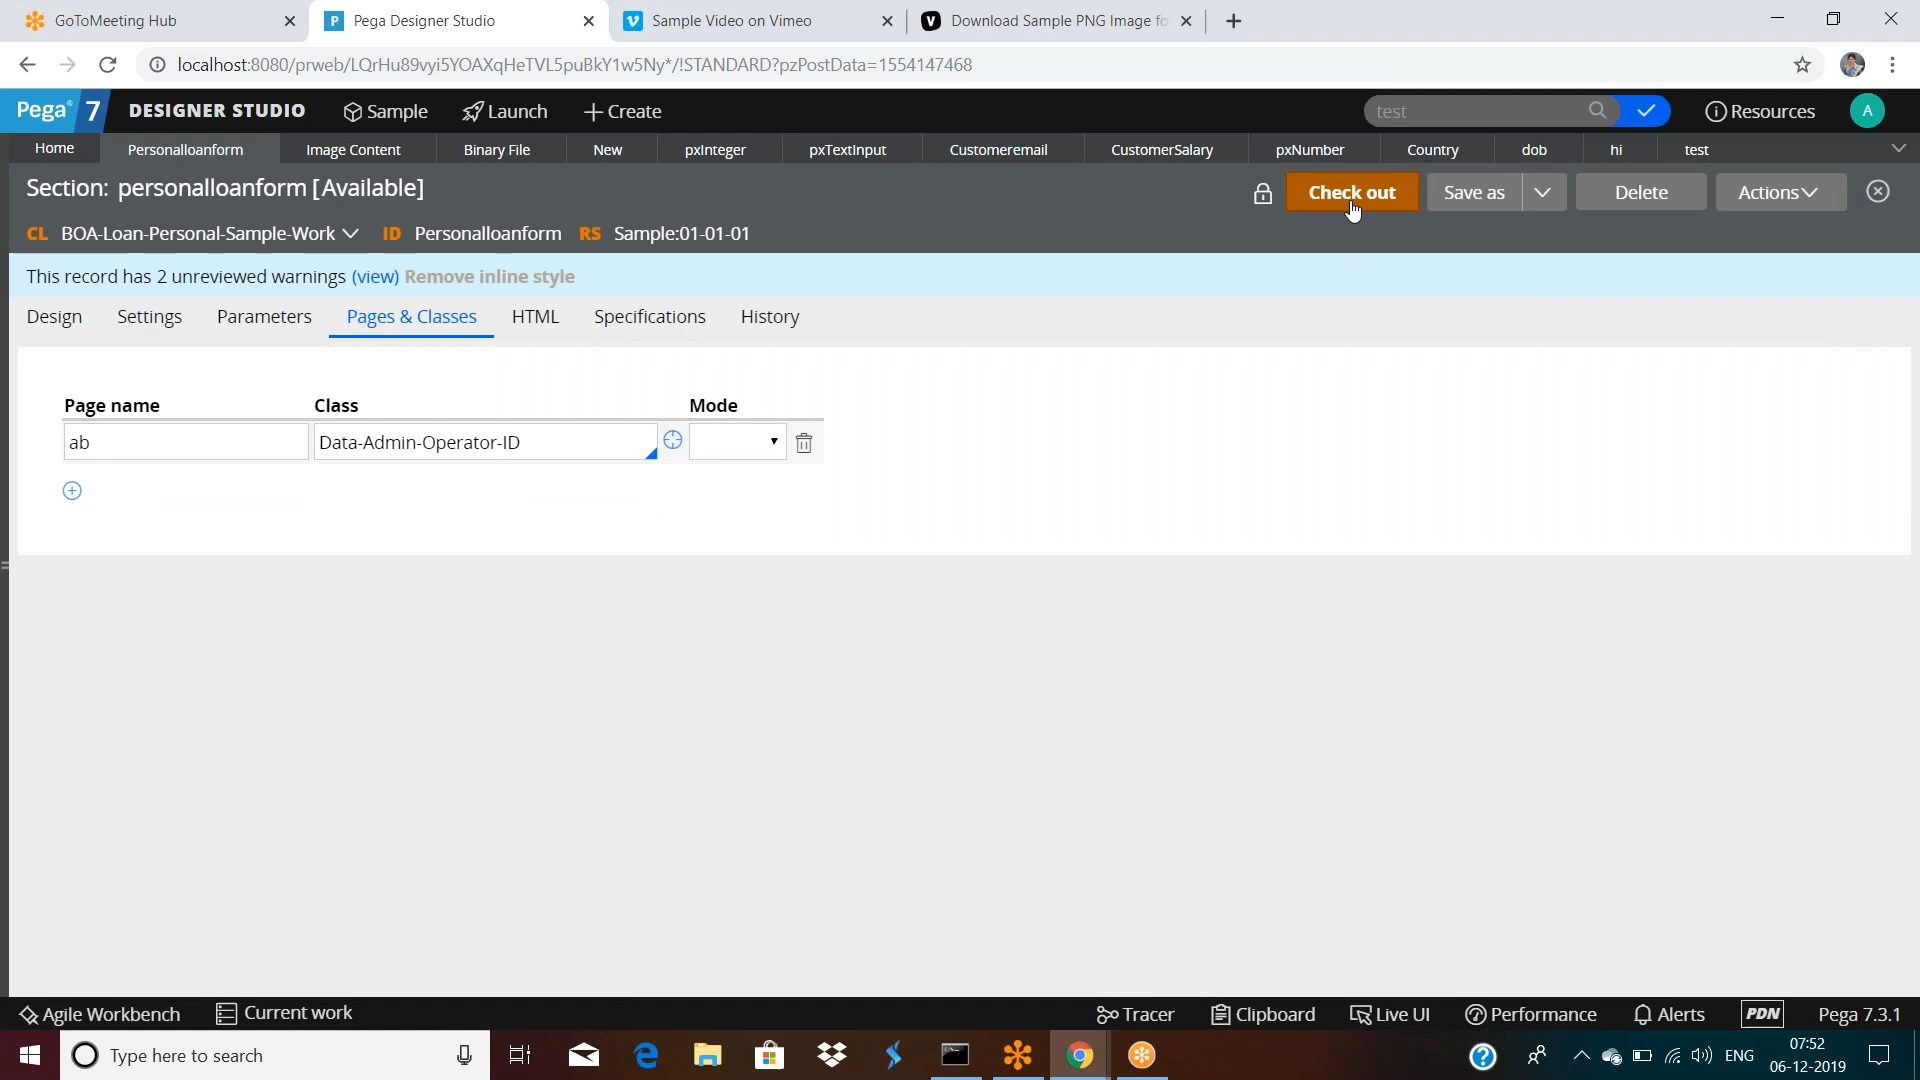 GoToMeeting Hub
Pega Designer Studio
Sample Video on Vimeo
Download Sample PNG Image fo
localhost:8080/prweb/LQrHu89vyi5YOAXqHeTVL5puBkY1w5Ny*/!STANDARD?pzPostData=1554147468
Pega 7 DESIGNER STUDIO Sample Launch Create test Resources A
Home Personalloanform Image Content Binary File New pxInteger pxTextInput Customeremail CustomerSalary pxNumber Country dob hi test
Section: personalloanform [Available] Check out Save as Delete Actions
CL BOA-Loan-Personal-Sample-Work ID Personalloanform RS Sample:01-01-01
This record has 2 unreviewed warnings (view) Remove inline style
Design Settings Parameters Pages & Classes HTML Specifications History
Page name Class Mode
ab Data-Admin-Operator-ID
Agile Workbench Current work Tracer Clipboard Live UI Performance Alerts PDN Pega 7.3.1
Type here to search ENG
07:52
06-12-2019